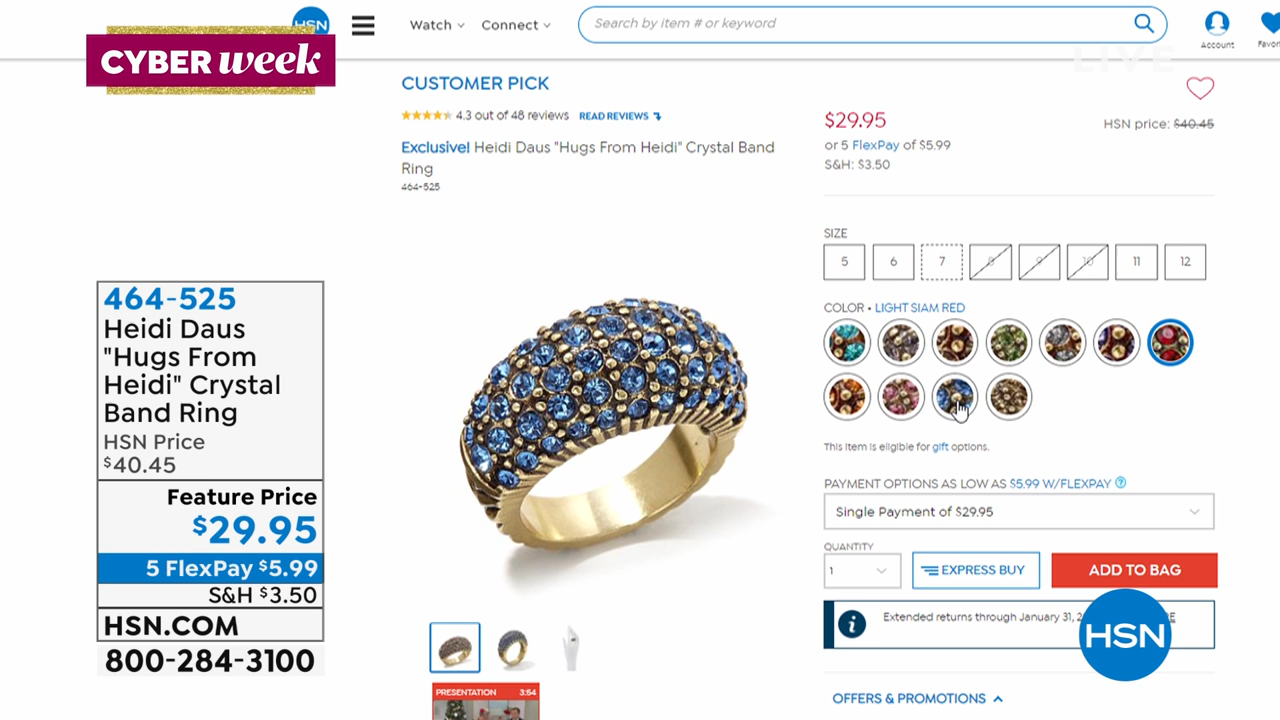 HSN
CYBER week
Watch
Connect
Search by item # or keyword
Account
LIVE
CUSTOMER PICK
4.3 out of 48 reviews READ REVIEWS
Exclusive! Heidi Daus "Hugs From Heidi" Crystal Band
Ring
464-525
$29.95
HSN price: $40.45
or 5 FlexPay of $5.99
S&H: $3.50
SIZE
5 6 7 8 9 10 11 12
COLOR • LIGHT SIAM RED
This item is eligible for gift options.
PAYMENT OPTIONS AS LOW AS $5.99 W/FLEXPAY ?
Single Payment of $29.95
QUANTITY
1
EXPRESS BUY
ADD TO BAG
i
Extended returns through January 31,
HSN
OFFERS & PROMOTIONS
PRESENTATION 3:54
464-525
Heidi Daus
"Hugs From
Heidi" Crystal
Band Ring
HSN Price
$40.45
Feature Price
$29.95
5 FlexPay $5.99
S&H $3.50
HSN.COM
800-284-3100